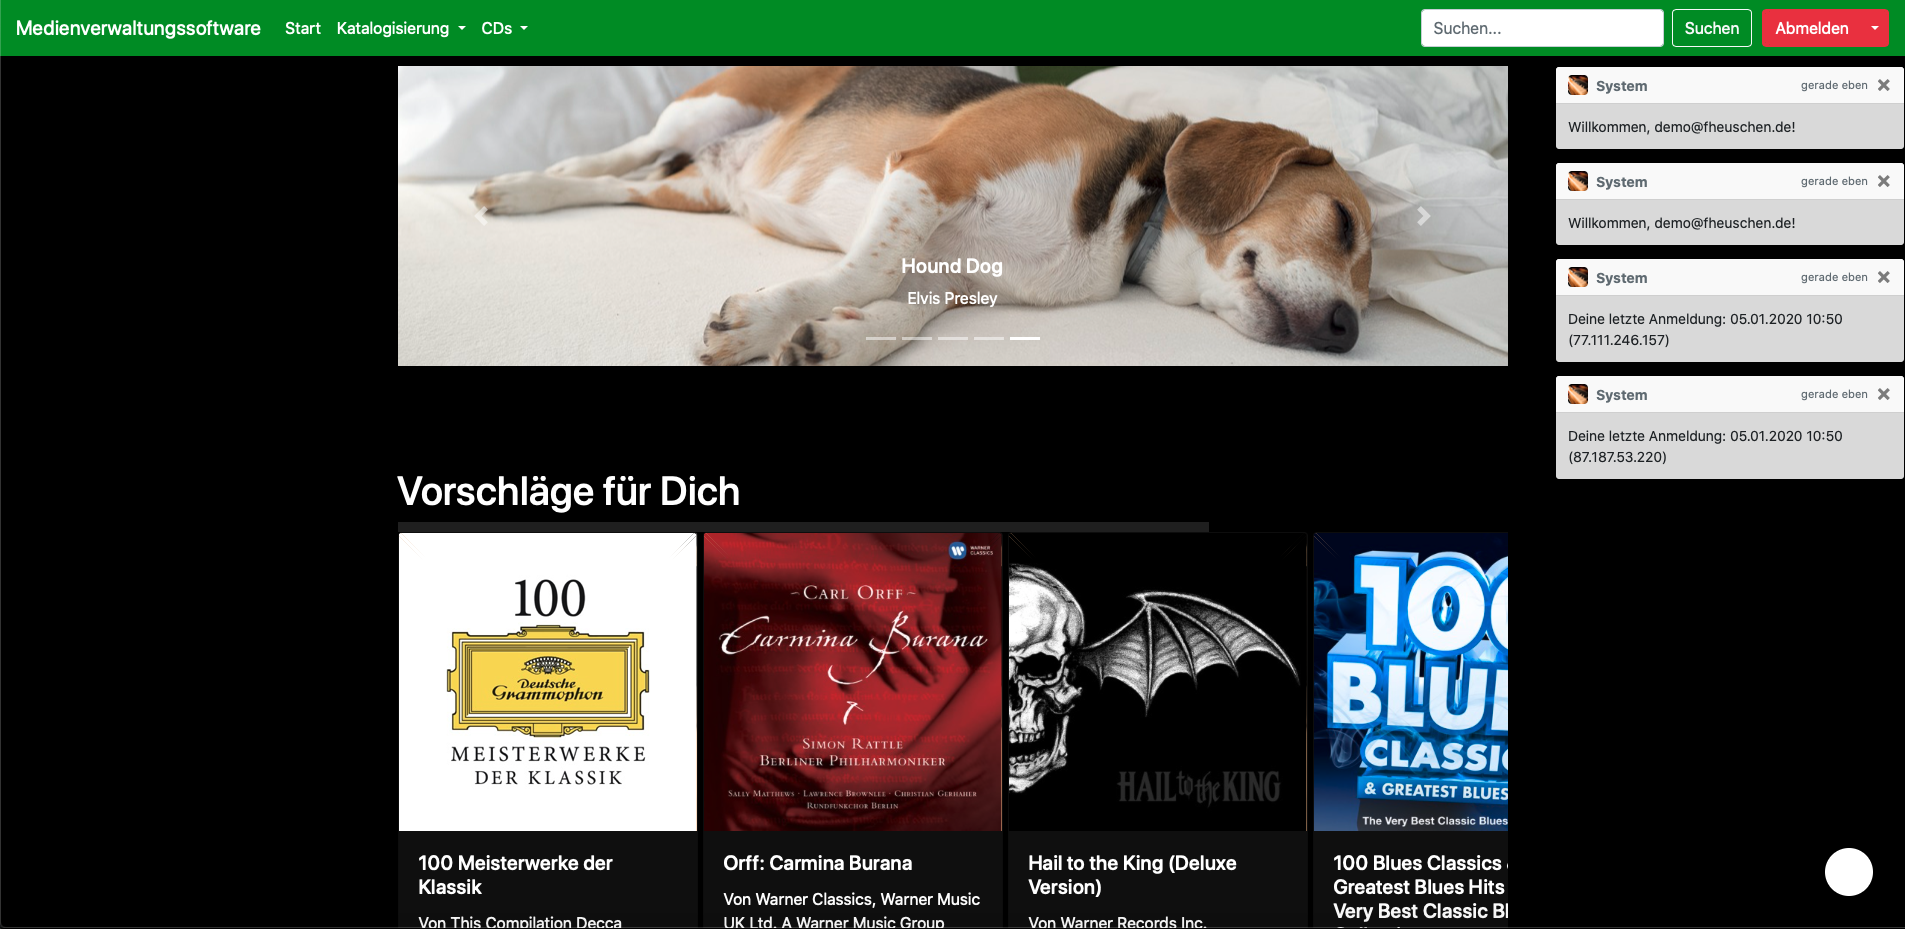 Medienverwaltungssoftware Start Katalogisierung CDs Suchen... Suchen Abmelden
System gerade eben
Willkommen, demo@fheuschen.de!
System gerade eben
Willkommen, demo@fheuschen.de!
System gerade eben
Deine letzte Anmeldung: 05.01.2020 10:50
(77.111.246.157)
System gerade eben
Deine letzte Anmeldung: 05.01.2020 10:50
(87.187.53.220)
Hound Dog
Elvis Presley
Vorschläge für Dich
100
Deutsche
Grammophon
MEISTERWERKE
DER KLASSIK
100 Meisterwerke der
Klassik
Von This Compilation Decca
WARNER
CLASSICS
~CARL ORFF~
Carmina Burana
SIMON RATTLE
BERLINER PHILHARMONIKER
SALLY MATTHEWS · LAWRENCE BROWNLEE · CHRISTIAN GERHAHER
RUNDFUNKCHOR BERLIN
Orff: Carmina Burana
Von Warner Classics, Warner Music
UK Ltd. A Warner Music Group
HAIL to the KING
Hail to the King (Deluxe
Version)
Von Warner Records Inc.
100
BLUE
CLASSIC
& GREATEST BLUES
The Very Best Classic Blues
100 Blues Classics
Greatest Blues Hits
Very Best Classic Bl